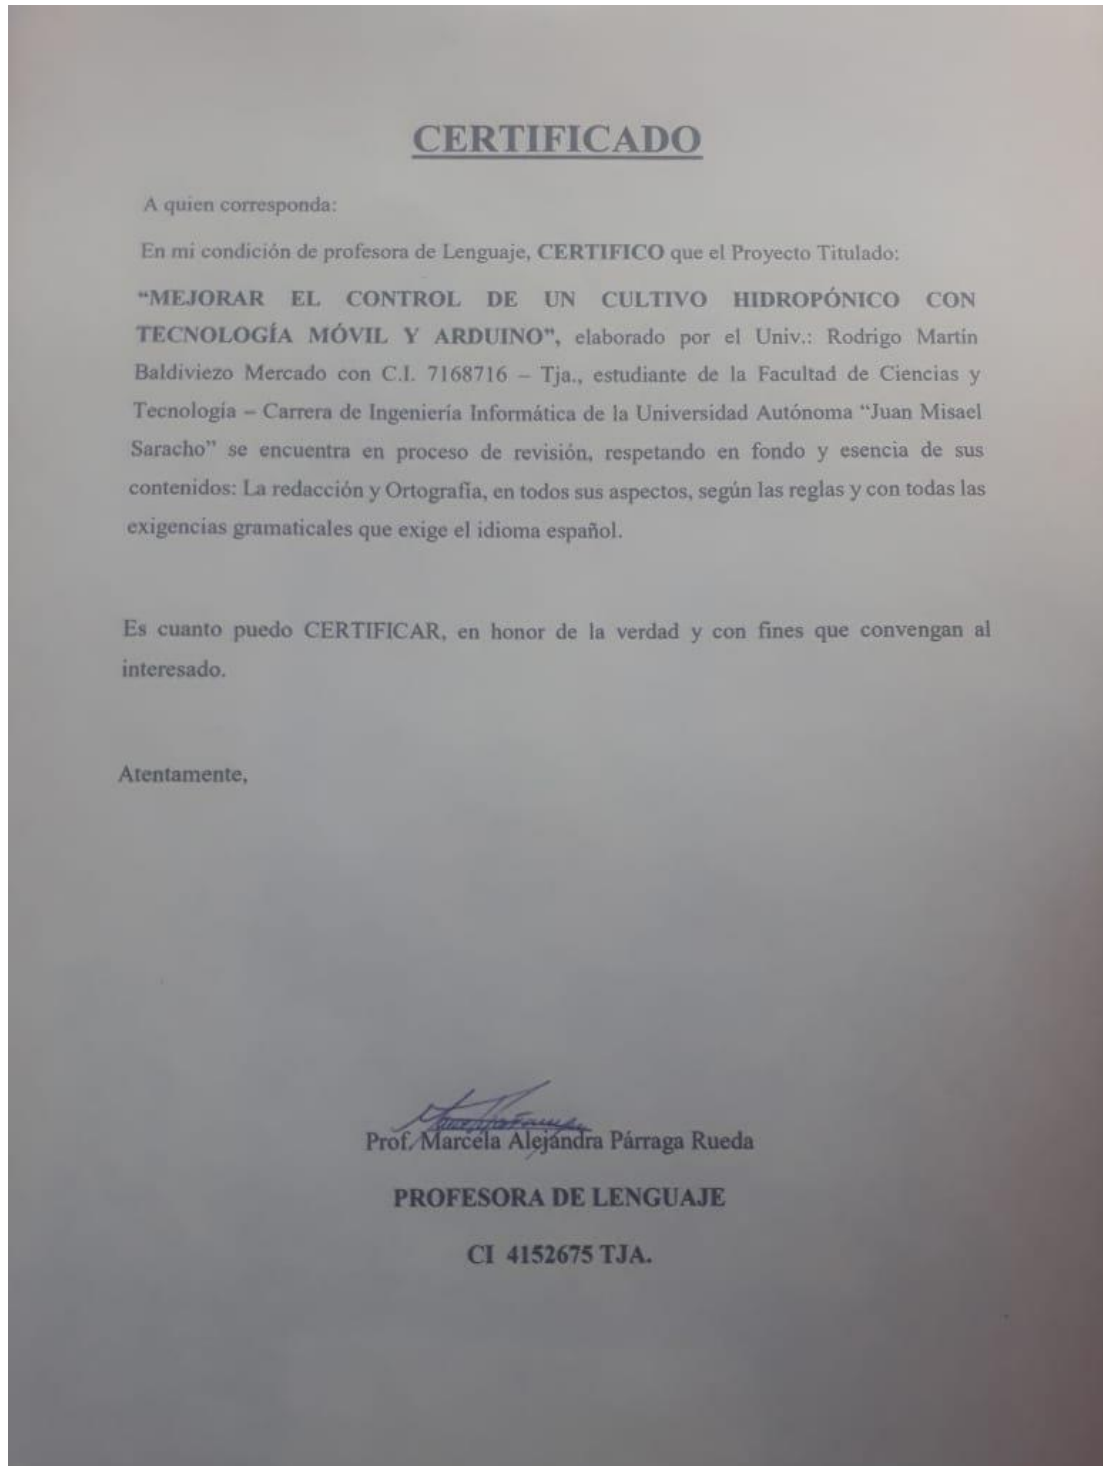 CERTIFICADO
A quien corresponda:
En mi condición de profesora de Lenguaje, CERTIFICO que el Proyecto Titulado:
“MEJORAR EL CONTROL DE UN CULTIVO HIDROPÓNICO CON
TECNOLOGÍA MÓVIL Y ARDUINO”, elaborado por el Univ.: Rodrigo Martín
Baldiviezo Mercado con C.I. 7168716 – Tja., estudiante de la Facultad de Ciencias y
Tecnología – Carrera de Ingeniería Informática de la Universidad Autónoma “Juan Misael
Saracho” se encuentra en proceso de revisión, respetando en fondo y esencia de sus
contenidos: La redacción y Ortografía, en todos sus aspectos, según las reglas y con todas las
exigencias gramaticales que exige el idioma español.
Es cuanto puedo CERTIFICAR, en honor de la verdad y con fines que convengan al
interesado.
Atentamente,
Prof. Marcela Alejandra Párraga Rueda
PROFESORA DE LENGUAJE
CI 4152675 TJA.